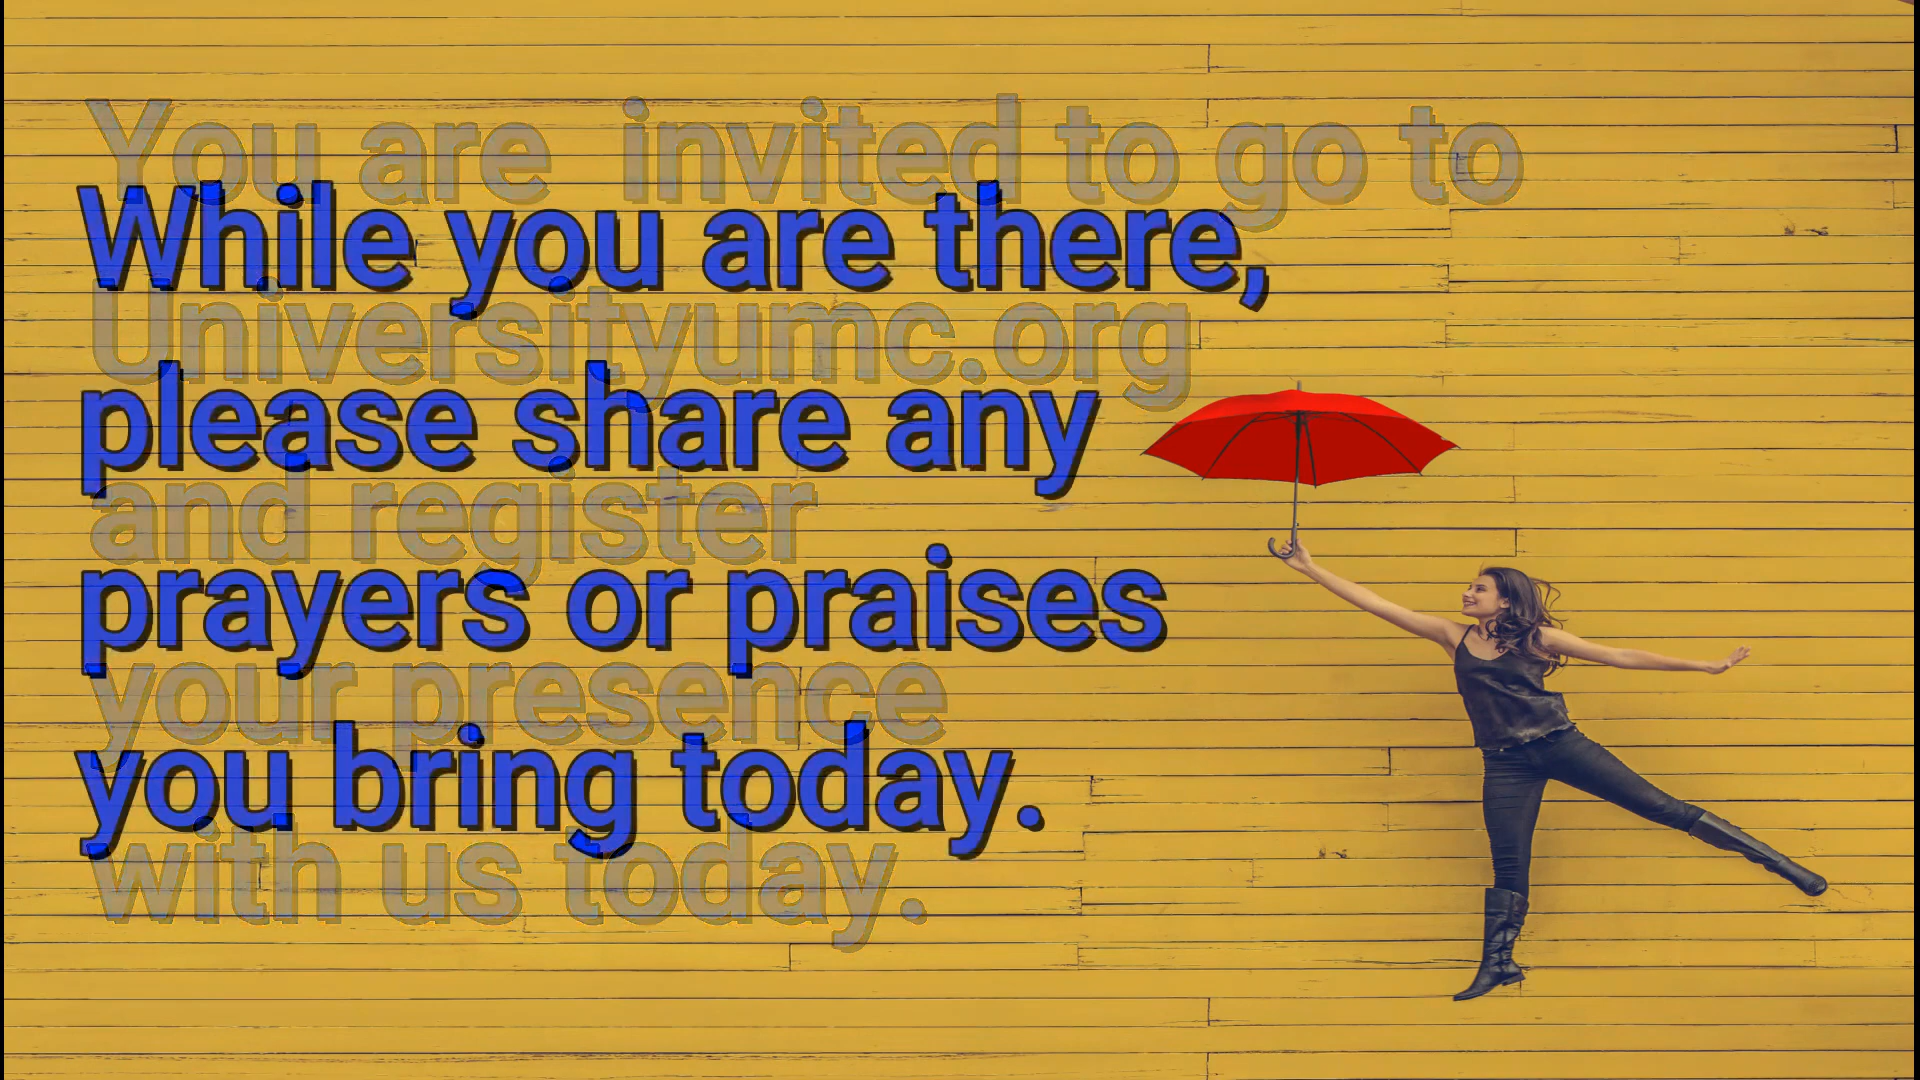 You are  invited to go to
While you are there,
Universityumc.org
please share any
and register
prayers or praises
your presence
you bring today.
with us today.